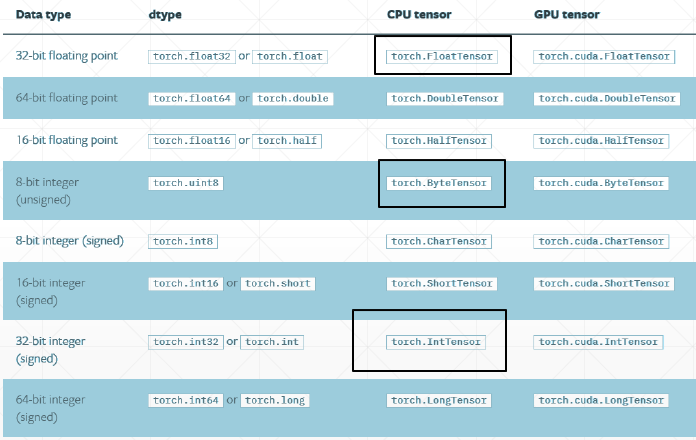 Data type dtype CPU tensor GPU tensor
32-bit floating point torch.float32 or torch.float torch.FloatTensor torch.cuda.FloatTensor
64-bit floating point torch.float64 or torch.double torch.DoubleTensor torch.cuda.DoubleTensor
16-bit floating point torch.float16 or torch.half torch.HalfTensor torch.cuda.HalfTensor
8-bit integer torch.uint8 torch.ByteTensor torch.cuda.ByteTensor
(unsigned)
8-bit integer (signed) torch.int8 torch.CharTensor torch.cuda.CharTensor
16-bit integer torch.int16 or torch.short torch.ShortTensor torch.cuda.ShortTensor
(signed)
32-bit integer torch.int32 or torch.int torch.IntTensor torch.cuda.IntTensor
(signed)
64-bit integer torch.int64 or torch.long torch.LongTensor torch.cuda.LongTensor
(signed)